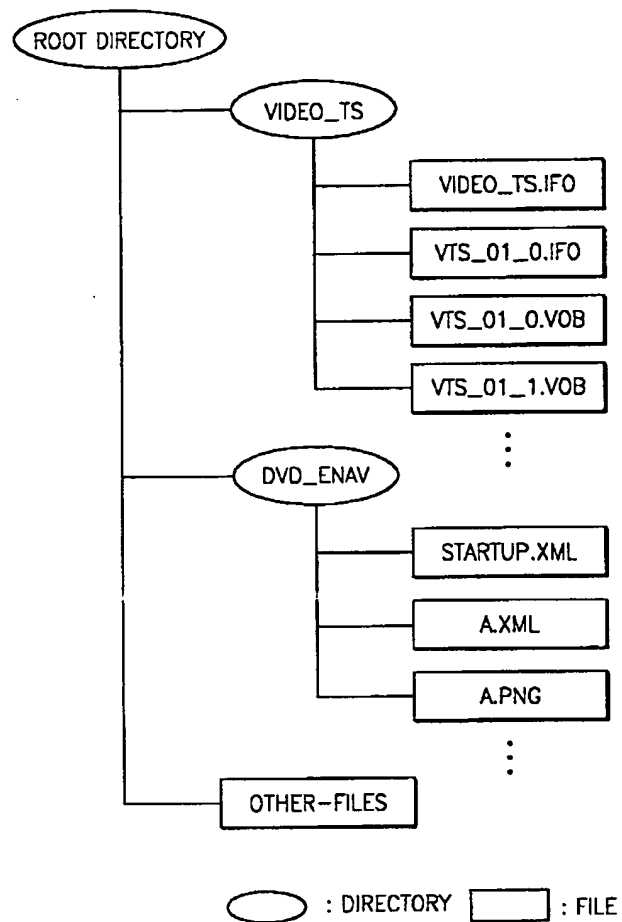 ROOT DIRECTORY
VIDEO_TS
VIDEO_TS.IFO
VTS_01_0.IFO
VTS_01_0.VOB
VTS_01_1.VOB
DVD_ENAV
STARTUP.XML
A.XML
A.PNG
OTHER-FILES
: DIRECTORY : FILE